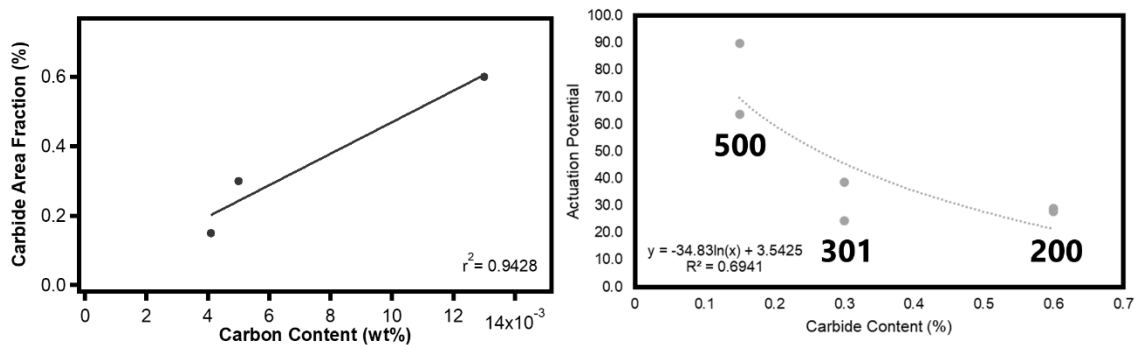 Carbide Area Fraction (%)
0.6
0.4
0.2
0.0
r² = 0.9428
0 2 4 6 8 10 12 14x10⁻³
Carbon Content (wt%)
Actuation Potential
100.0
90.0
80.0
70.0
60.0
50.0
40.0
30.0
20.0
10.0
0.0
500
301
200
y = -34.83ln(x) + 3.5425
R² = 0.6941
0 0.1 0.2 0.3 0.4 0.5 0.6 0.7
Carbide Content (%)